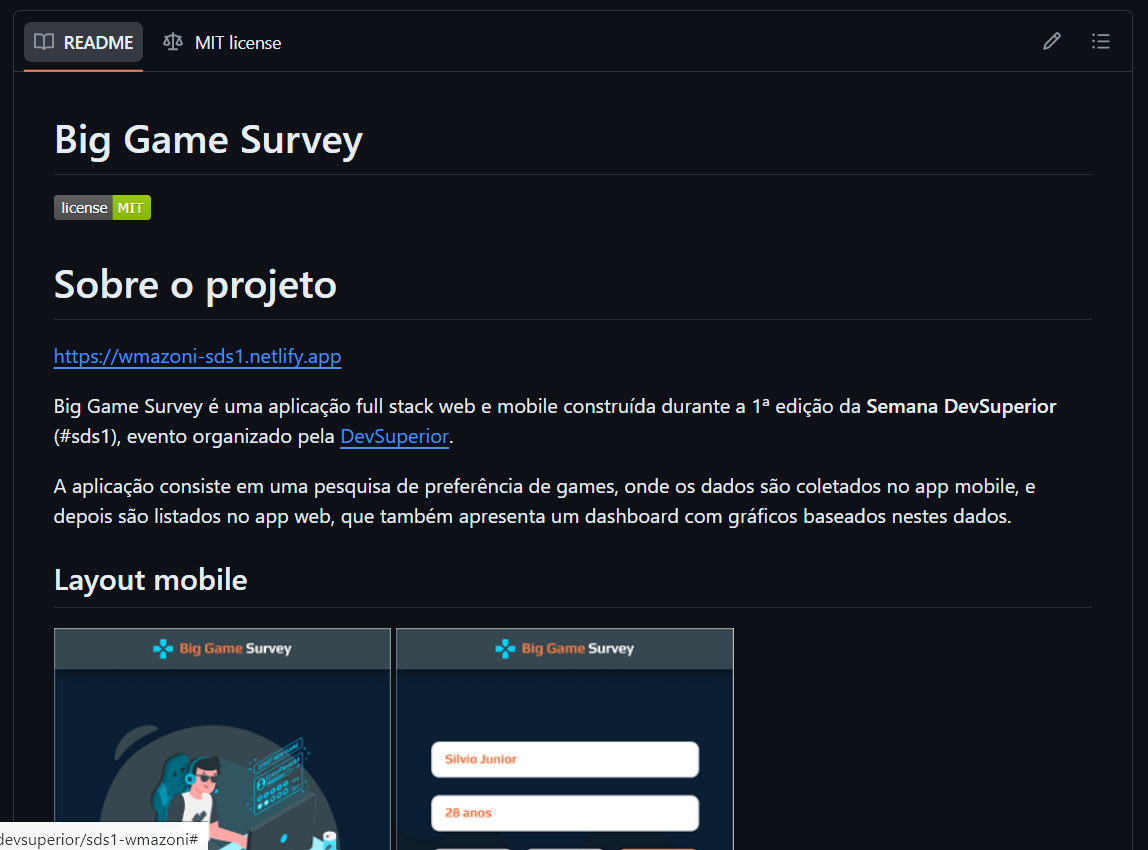 README MIT license
Big Game Survey
license MIT
Sobre o projeto
https://wmazoni-sds1.netlify.app
Big Game Survey é uma aplicação full stack web e mobile construída durante a 1ª edição da Semana DevSuperior
(#sds1), evento organizado pela DevSuperior.
A aplicação consiste em uma pesquisa de preferência de games, onde os dados são coletados no app mobile, e
depois são listados no app web, que também apresenta um dashboard com gráficos baseados nestes dados.
Layout mobile
Big Game Survey
Big Game Survey
Silvio Junior
28 anos
devsuperior/sds1-wmazoni#